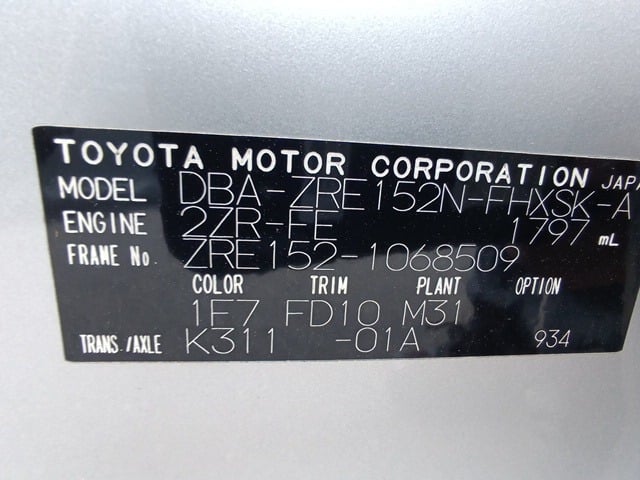 TOYOTA MOTOR CORPORATION JAPA
MODEL DBA-ZRE152N-FHXSK-A
ENGINE 2ZR-FE 1797 mL
FRAME No. ZRE152-1068509
COLOR TRIM PLANT OPTION
1F7 FD10 M31
TRANS./AXLE K311 -01A 934